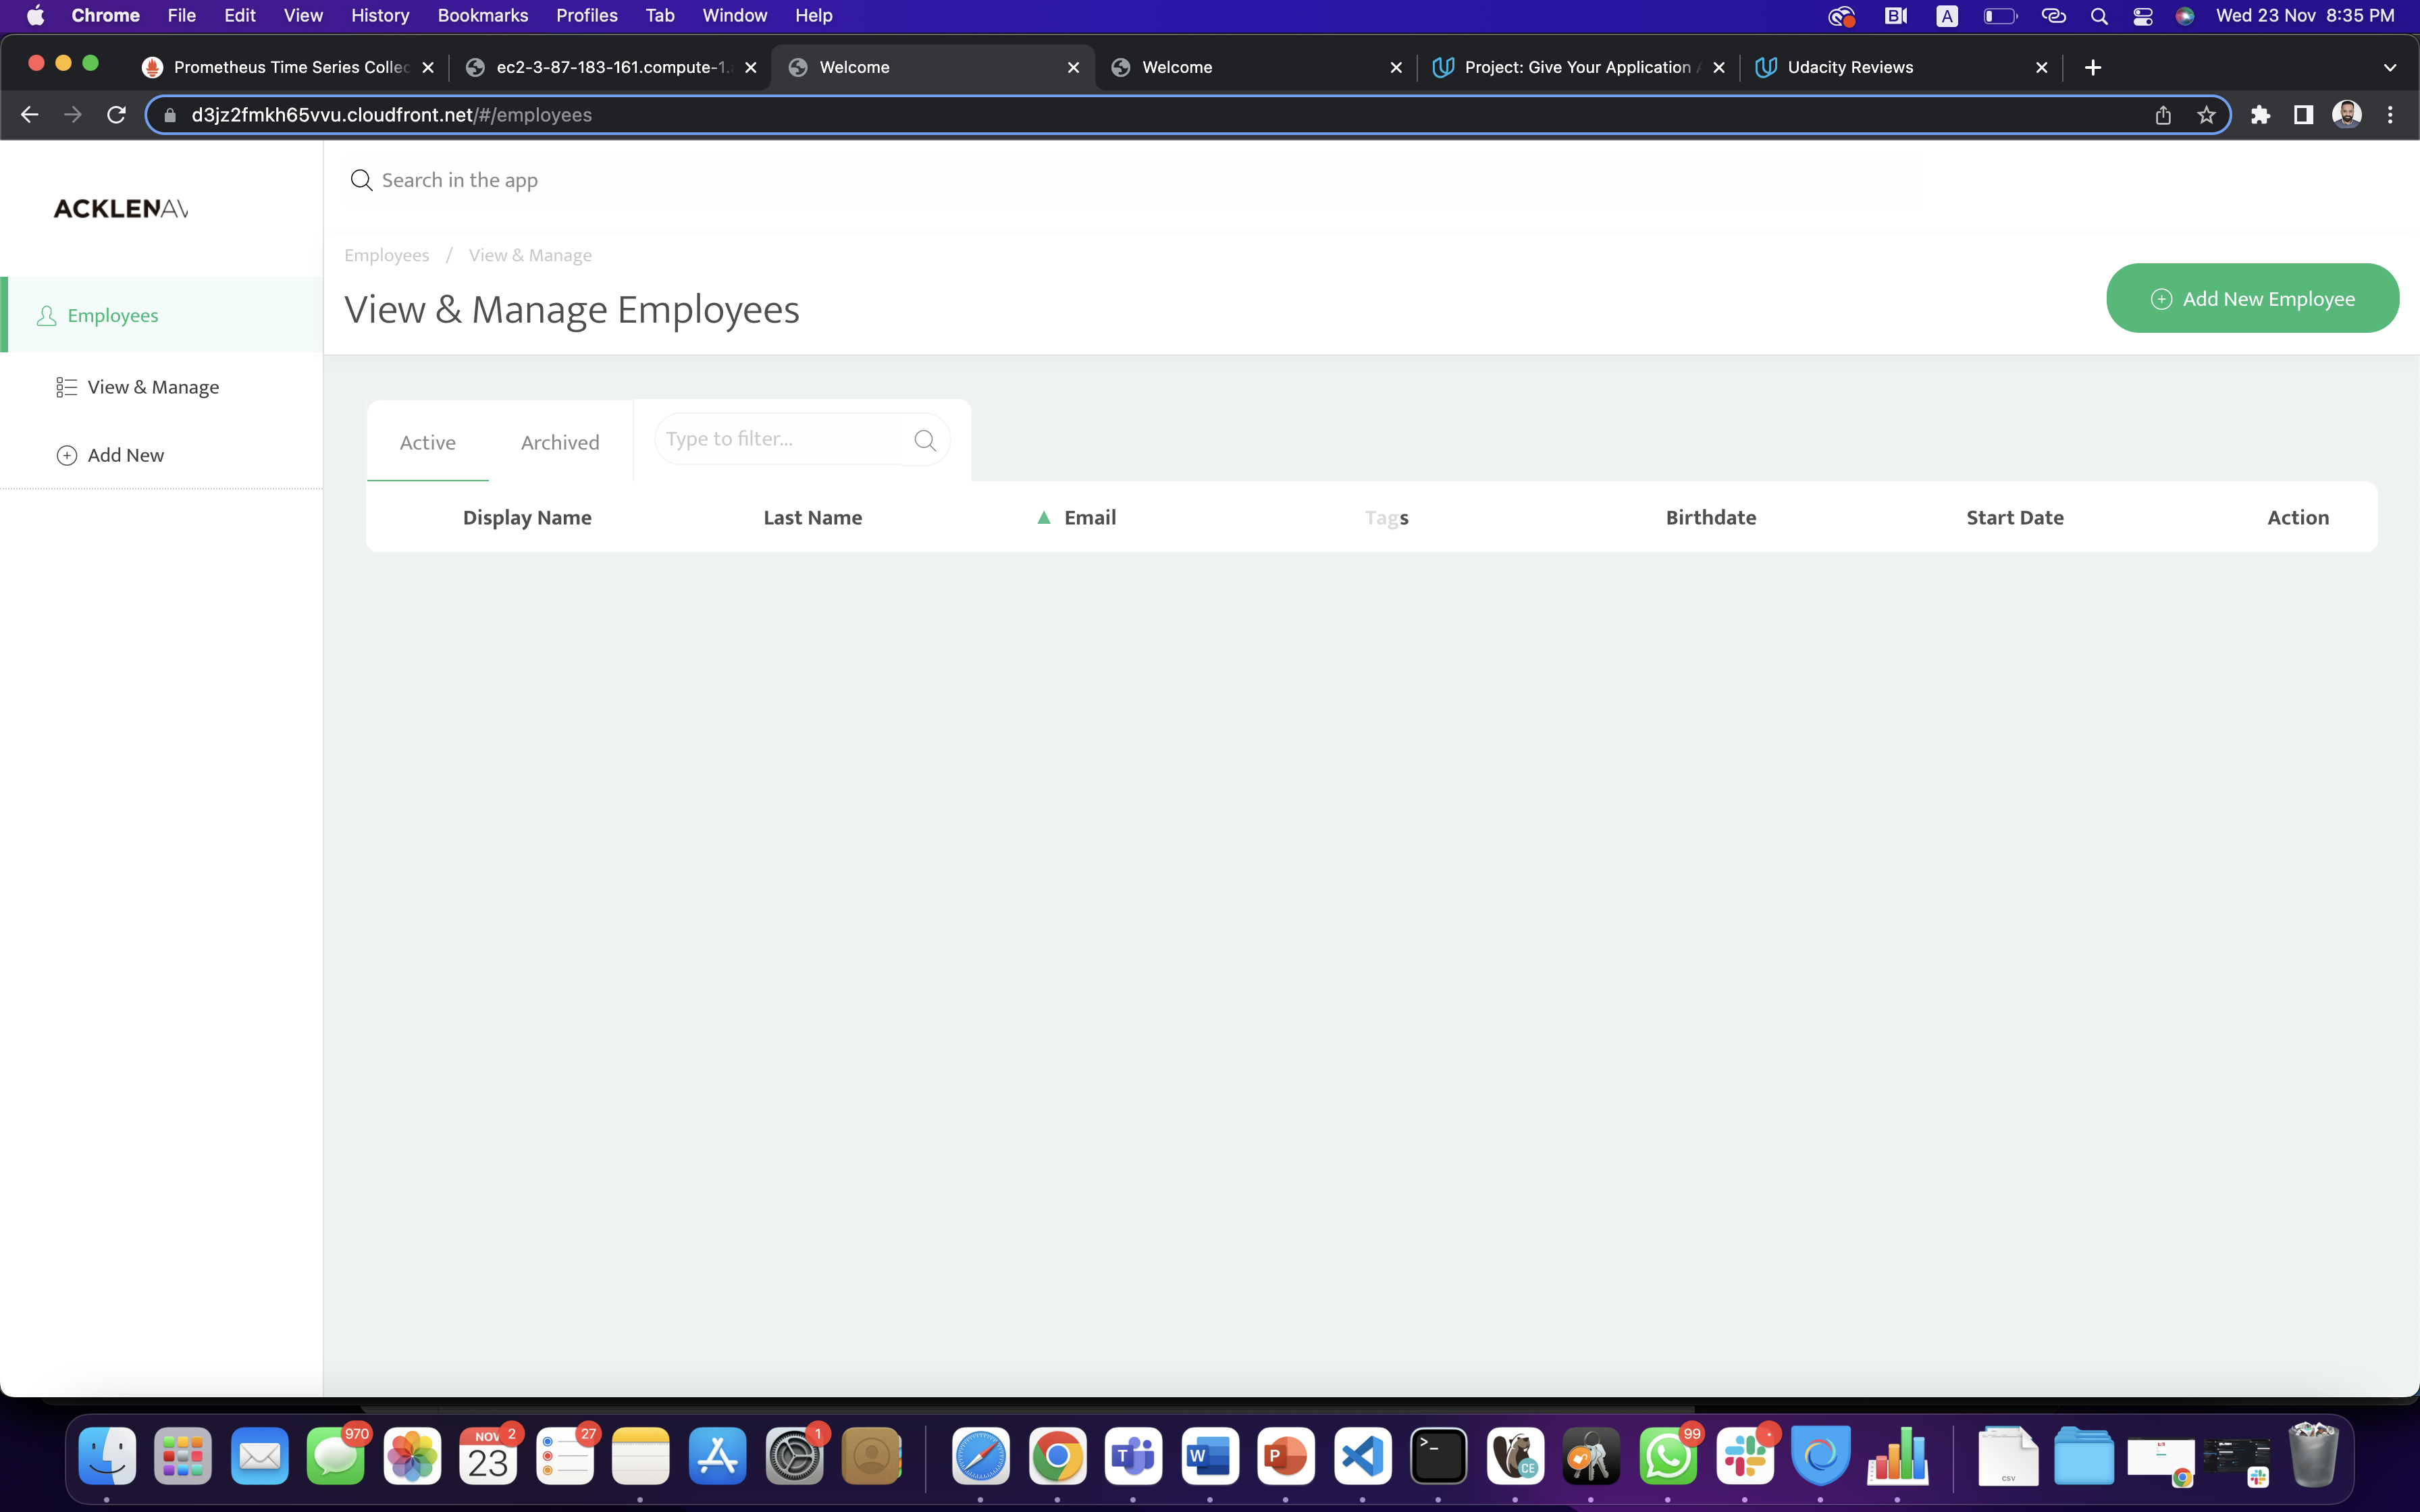 Chrome File Edit View History Bookmarks Profiles Tab Window Help A Wed 23 Nov 8:35 PM
Prometheus Time Series Collec ec2-3-87-183-161.compute-1. Welcome Welcome Project: Give Your Application Udacity Reviews
d3jz2fmkh65vvu.cloudfront.net/#/employees
Search in the app
ACKLENAV
Employees / View & Manage
View & Manage Employees
Add New Employee
Employees
View & Manage
Add New
Active Archived Type to filter...
Display Name Last Name Email Tags Birthdate Start Date Action
970 NOV 2 27 1 99
23 T W P >_ CE CSV